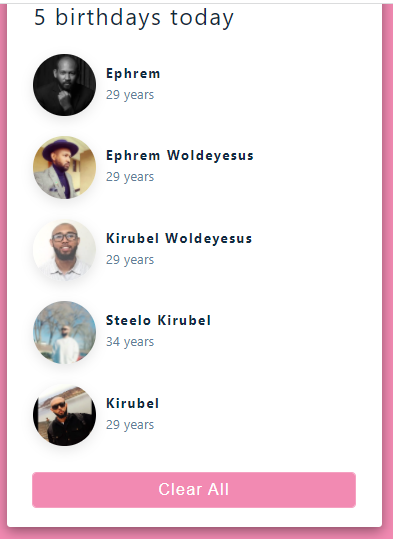 5 birthdays today
Ephrem
29 years
Ephrem Woldeyesus
29 years
Kirubel Woldeyesus
29 years
Steelo Kirubel
34 years
Kirubel
29 years
Clear All